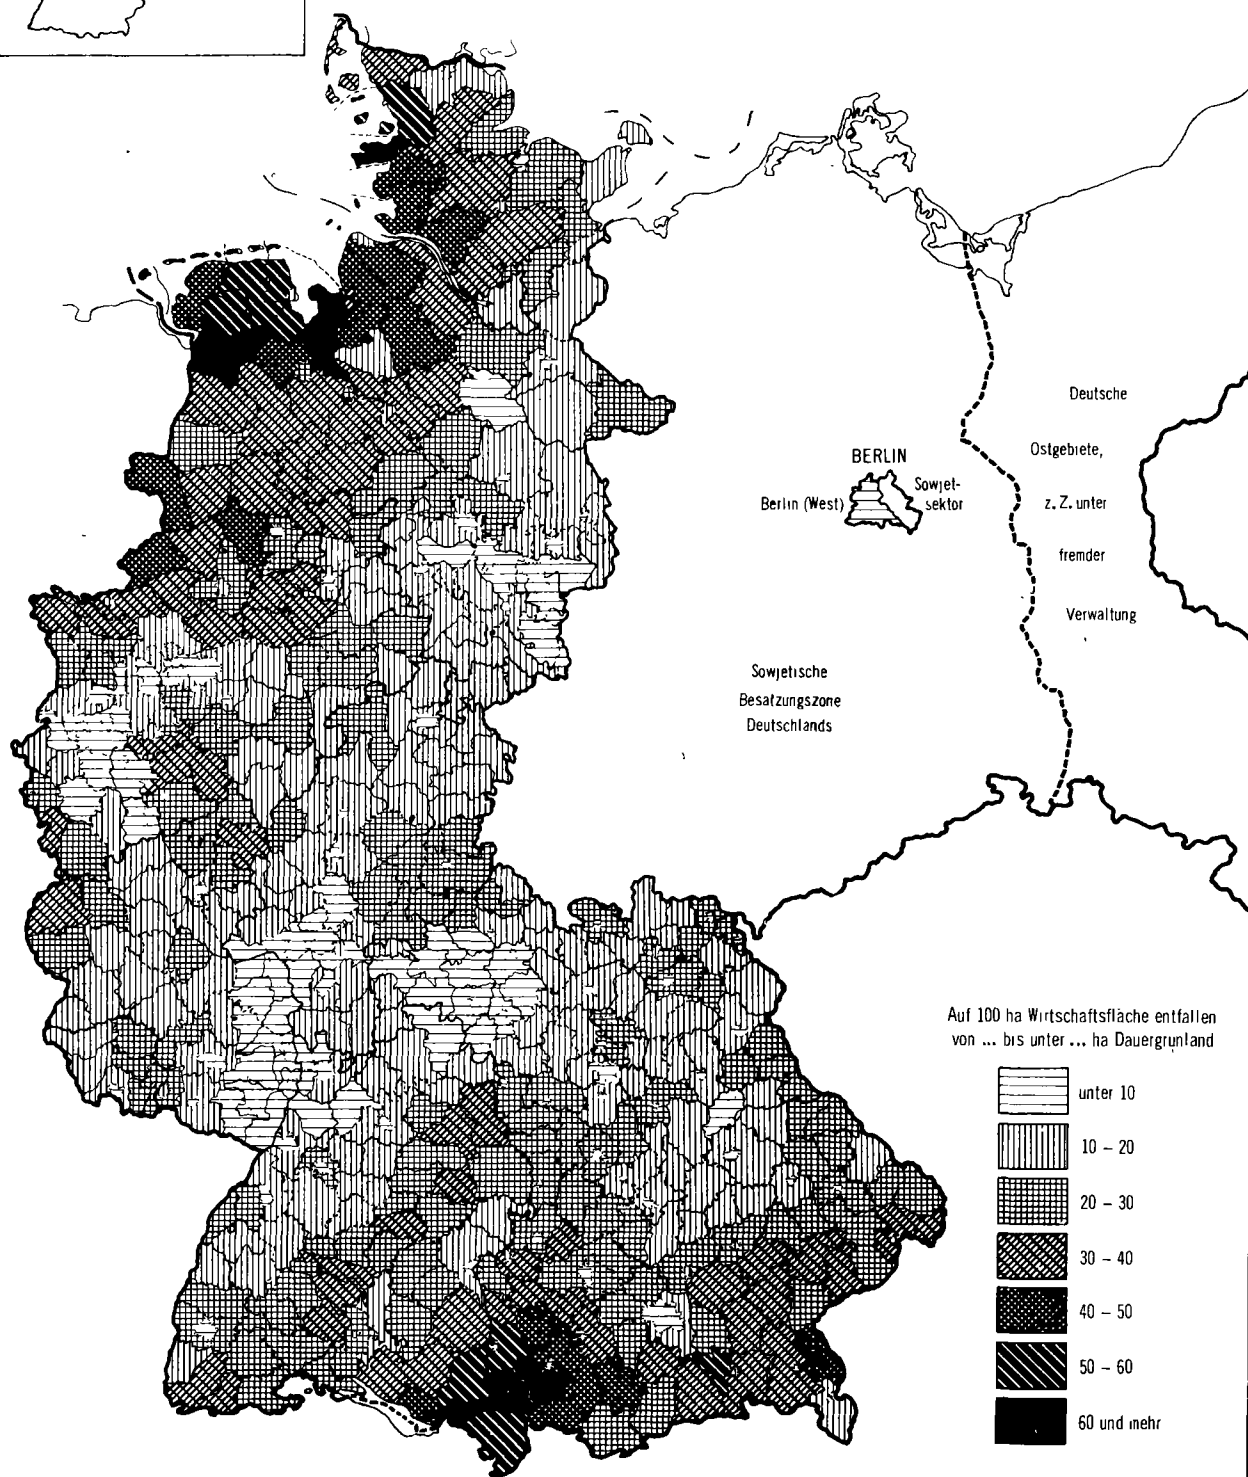 Deutsche
Ostgebiete,
z. Z. unter
fremder
Verwaltung
BERLIN
Berlin (West)
Sowjet-
sektor
Sowjetische
Besatzungszone
Deutschlands
Auf 100 ha Wirtschaftsfläche entfallen
von ... bis unter ... ha Dauergrunland
unter 10
10 – 20
20 – 30
30 – 40
40 – 50
50 – 60
60 und mehr